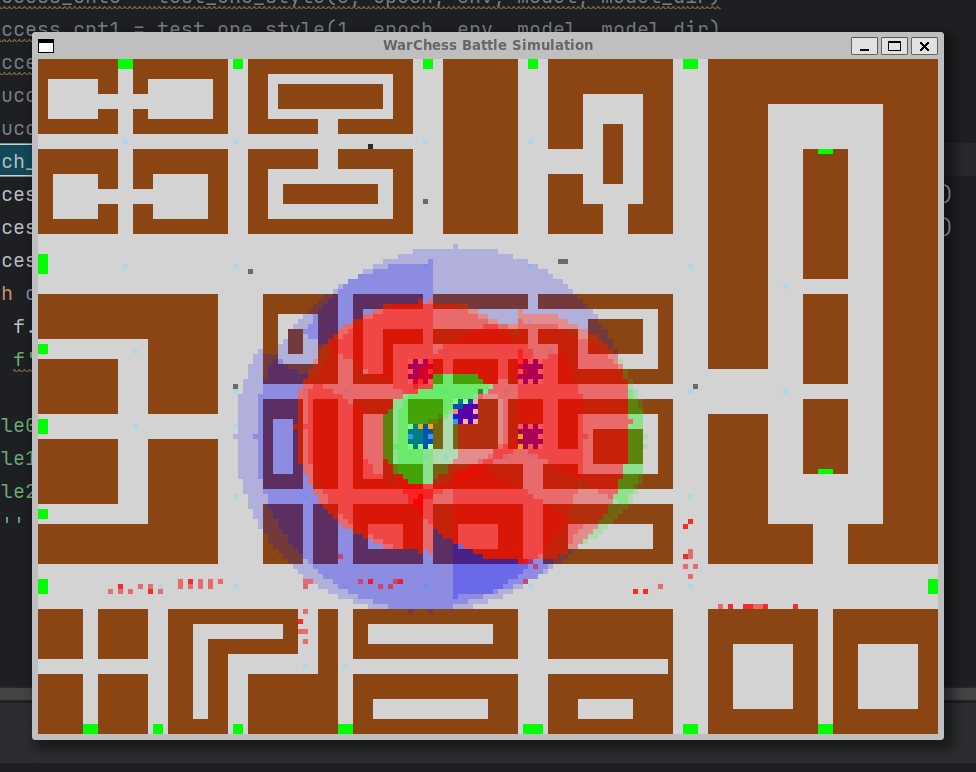 ccess_cnt1 = test_one_style(1, epoch, env, model, model_dir)
WarChess Battle Simulation
cce
ucc
ucc
ch_
ces
ces
ces
h c
f.
f'
le0
le1
le2
''